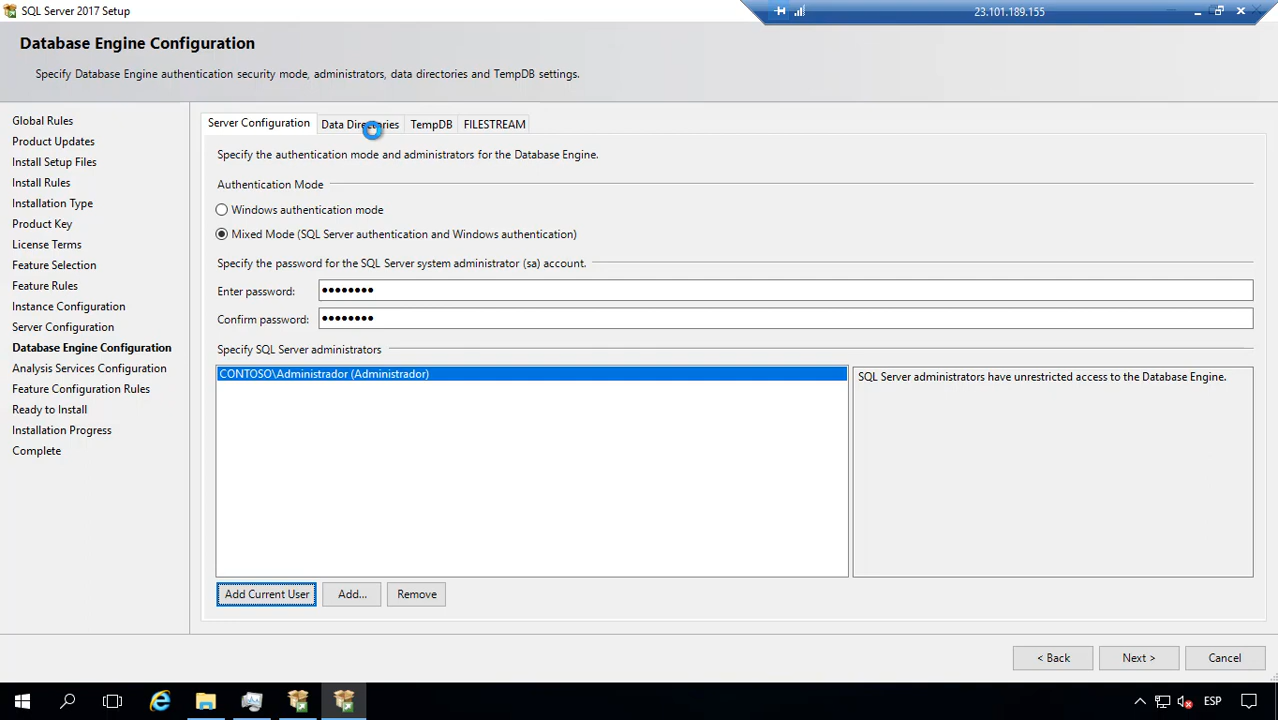 SQL Server 2017 Setup
23.101.189.155
Database Engine Configuration
Specify Database Engine authentication security mode, administrators, data directories and TempDB settings.
Global Rules
Product Updates
Install Setup Files
Install Rules
Installation Type
Product Key
License Terms
Feature Selection
Feature Rules
Instance Configuration
Server Configuration
Database Engine Configuration
Analysis Services Configuration
Feature Configuration Rules
Ready to Install
Installation Progress
Complete
Server Configuration Data Directories TempDB FILESTREAM
Specify the authentication mode and administrators for the Database Engine.
Authentication Mode
Windows authentication mode
Mixed Mode (SQL Server authentication and Windows authentication)
Specify the password for the SQL Server system administrator (sa) account.
Enter password: ●●●●●●●●
Confirm password: ●●●●●●●●
Specify SQL Server administrators
CONTOSO\Administrador (Administrador)
SQL Server administrators have unrestricted access to the Database Engine.
Add Current User Add... Remove
< Back Next > Cancel
ESP